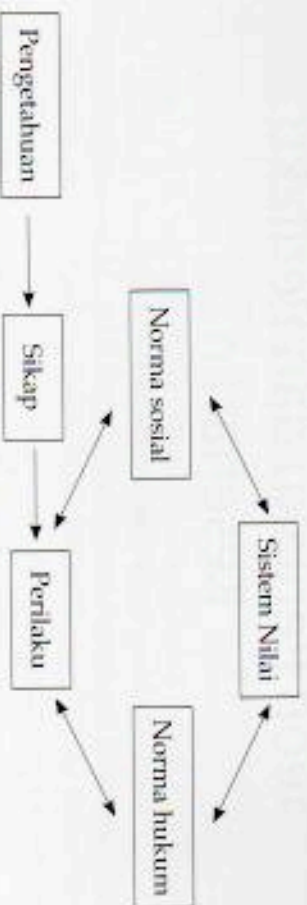 Sistem Nilai
Norma sosial
Norma hukum
Pengetahuan
Sikap
Perilaku